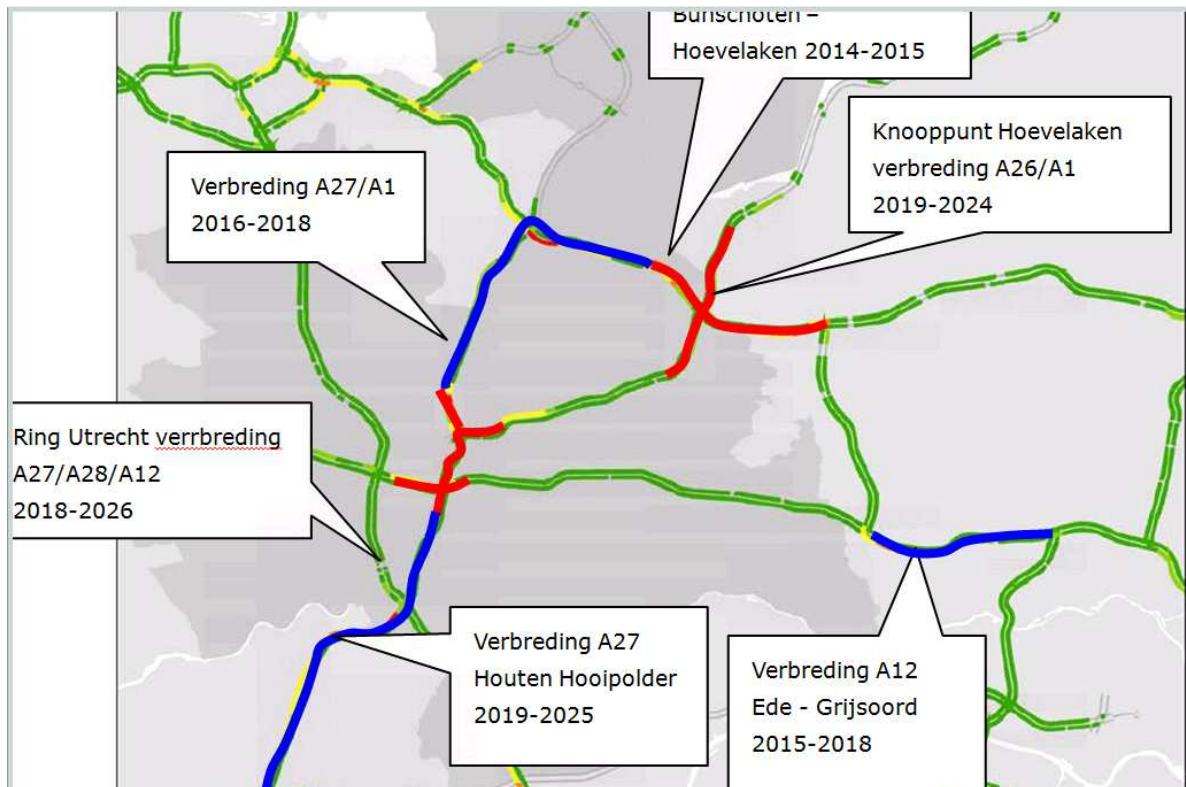 Bunschoten –
Hoevelaken 2014-2015
Knooppunt Hoevelaken
verbreding A26/A1
2019-2024
Verbreding A27/A1
2016-2018
Ring Utrecht verrbreding
A27/A28/A12
2018-2026
Verbreding A27
Houten Hooipolder
2019-2025
Verbreding A12
Ede - Grijsoord
2015-2018